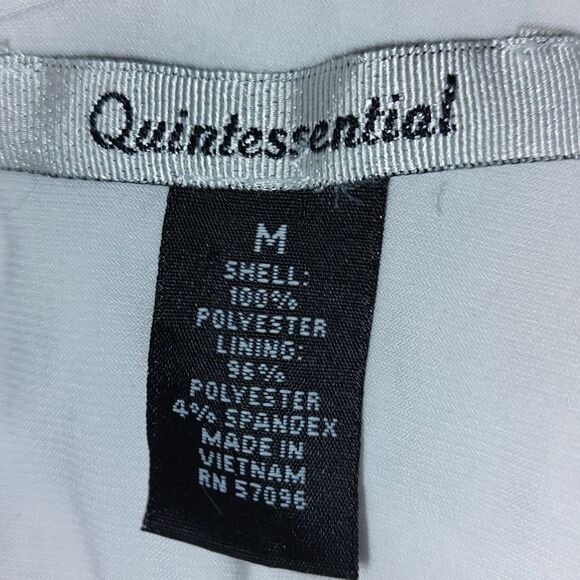 Quintessential
M
SHELL:
100%
POLYESTER
LINING:
96%
POLYESTER
4% SPANDEX
MADE IN
VIETNAM
RN 57096